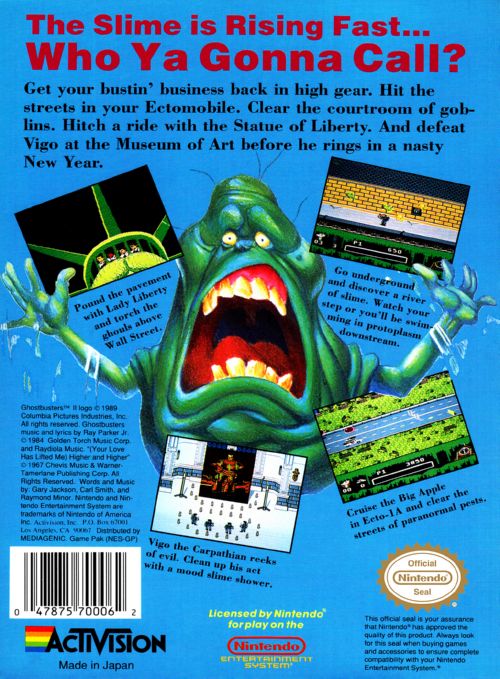 The Slime is Rising Fast...
Who Ya Gonna Call?
Get your bustin' business back in high gear. Hit the
streets in your Ectomobile. Clear the courtroom of gob-
lins. Hitch a ride with the Statue of Liberty. And defeat
Vigo at the Museum of Art before he rings in a nasty
New Year.
Pound the pavement
with Lady Liberty
and torch the
ghouls above
Wall Street.
03
P1 650
Go underground
and discover a river
of slime. Watch your
step or you'll be swim-
ming in protoplasm
downstream.
Ghostbusters™ II logo © 1989
Columbia Pictures Industries, Inc.
All rights reserved. Ghostbusters
music and lyrics by Ray Parker Jr.
© 1984 Golden Torch Music Corp.
and Raydiola Music. "(Your Love
Has Lifted Me) Higher and Higher"
© 1967 Chevis Music & Warner-
Tamerlane Publishing Corp. All
Rights Reserved. Words and Music
by: Gary Jackson, Carl Smith, and
Raymond Minor. Nintendo and Nin-
tendo Entertainment System are
trademarks of Nintendo of America
Inc. Activision, Inc. P.O. Box 67001
Los Angeles, CA 90067 Distributed by
MEDIAGENIC. Game Pak (NES-GP)
P1 3850
Cruise the Big Apple
in Ecto-1A and clear the
streets of paranormal pests.
Vigo the Carpathian reeks
of evil. Clean up his act
with a mood slime shower.
0 47875 70006 2
ACTIVISION
Made in Japan
Licensed by Nintendo®
for play on the
Nintendo®
ENTERTAINMENT
SYSTEM®
Official
Nintendo®
Seal
This official seal is your assurance
that Nintendo® has approved the
quality of this product. Always look
for this seal when buying games
and accessories to ensure complete
compatibility with your Nintendo
Entertainment System.®